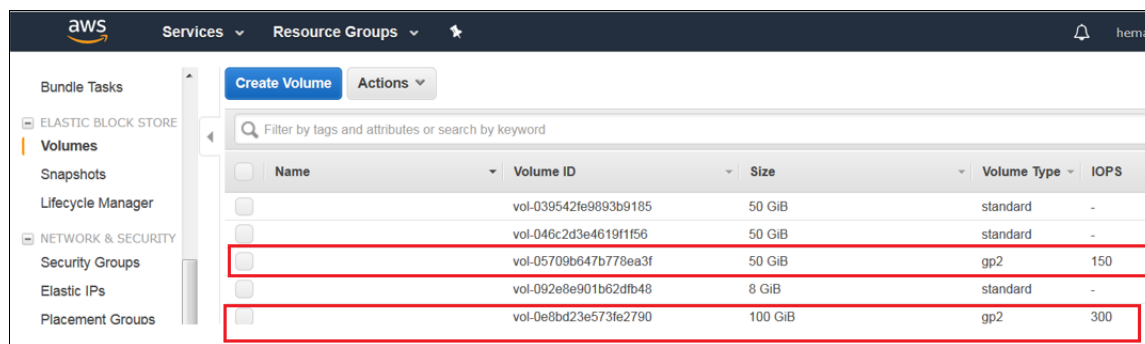 aws Services Resource Groups hema
Bundle Tasks
ELASTIC BLOCK STORE
Volumes
Snapshots
Lifecycle Manager
NETWORK & SECURITY
Security Groups
Elastic IPs
Placement Groups
Create Volume Actions
Filter by tags and attributes or search by keyword
Name Volume ID Size Volume Type IOPS
vol-039542fe9893b9185 50 GiB standard -
vol-046c2d3e4619f1f56 50 GiB standard -
vol-05709b647b778ea3f 50 GiB gp2 150
vol-092e8e901b62dfb48 8 GiB standard -
vol-0e8bd23e573fe2790 100 GiB gp2 300